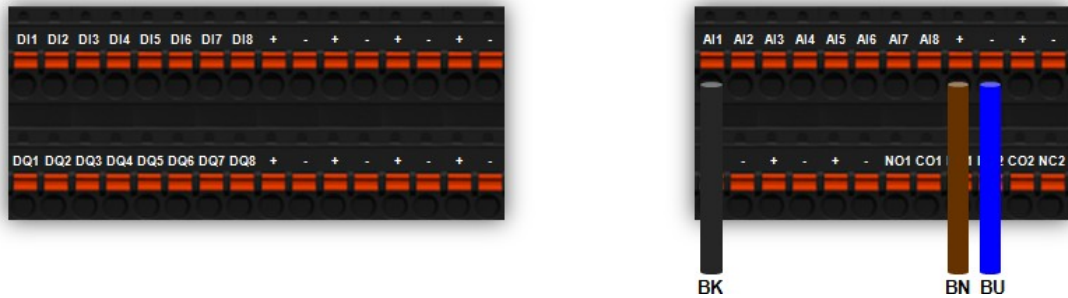 DI1 DI2 DI3 DI4 DI5 DI6 DI7 DI8 + - + - + - + -
DQ1 DQ2 DQ3 DQ4 DQ5 DQ6 DQ7 DQ8 + - + - + - + -
AI1 AI2 AI3 AI4 AI5 AI6 AI7 AI8 + - + -
- + - + - NO1 CO1 CO2 NC2
BK BN BU